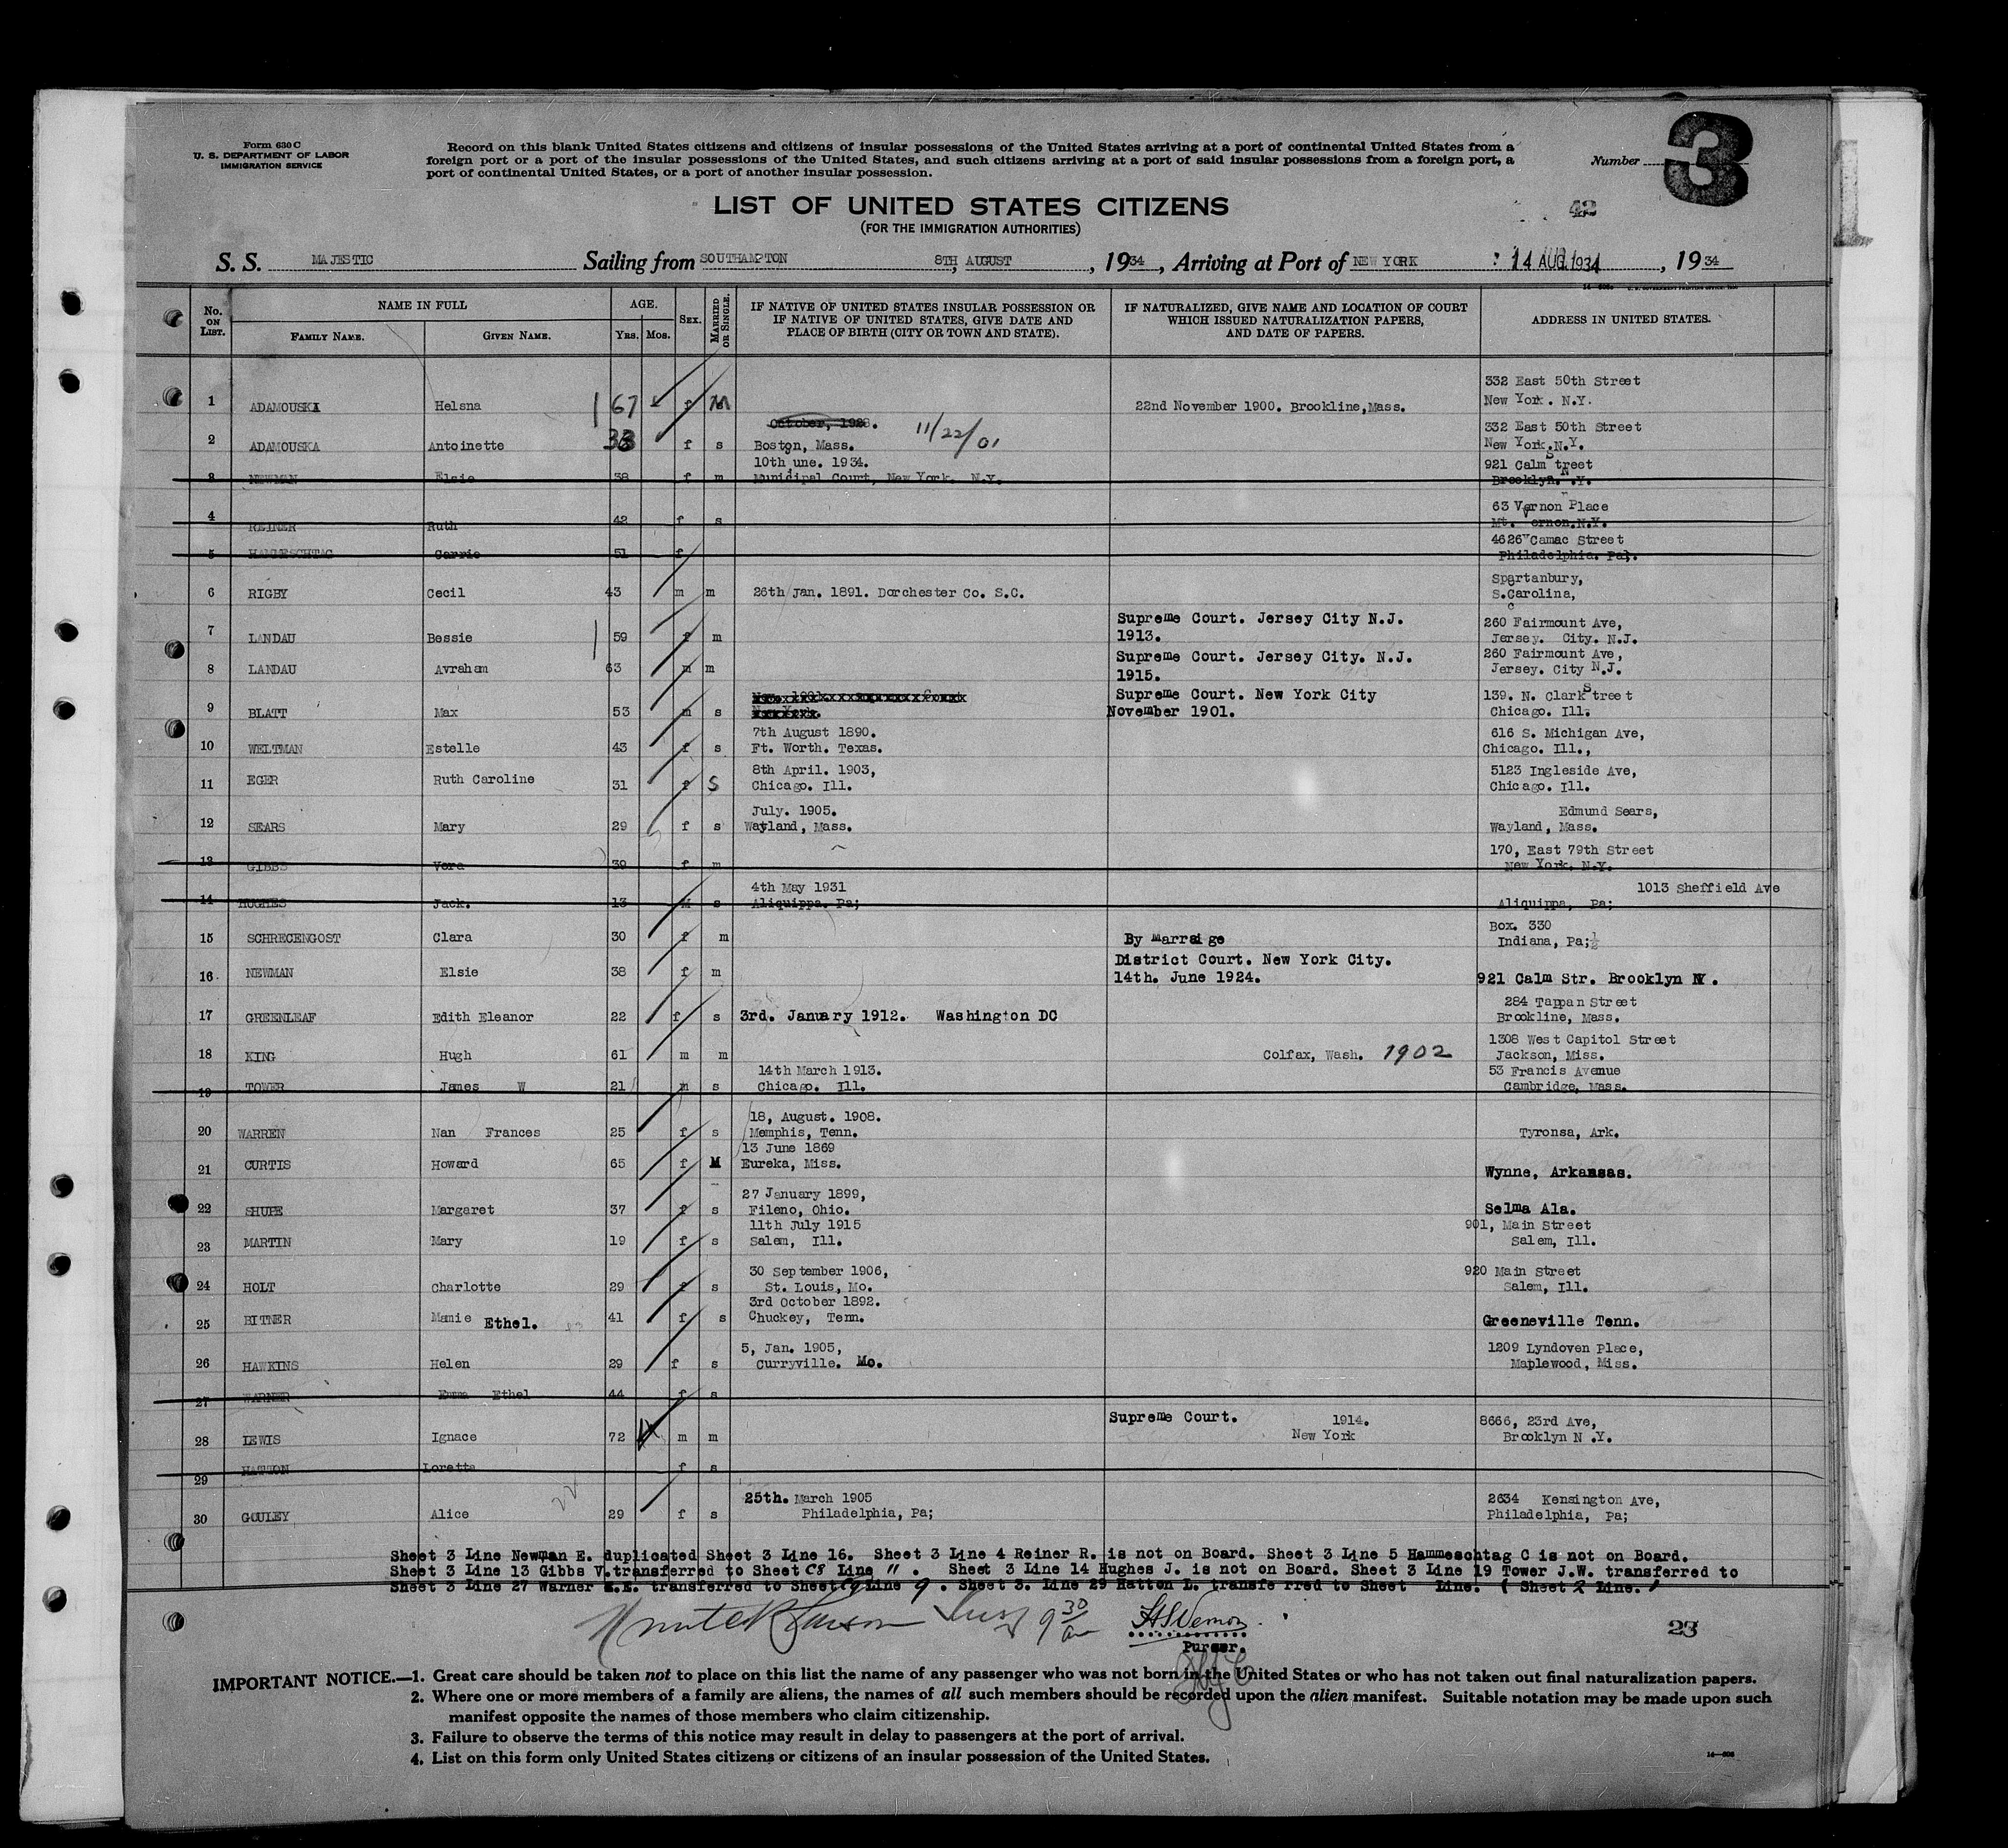 Form 630 C
U. S. DEPARTMENT OF LABOR
IMMIGRATION SERVICE
Record on this blank United States citizens and citizens of insular possessions of the United States arriving at a port of continental United States from a
foreign port or a port of the insular possessions of the United States, and such citizens arriving at a port of said insular possessions from a foreign port, a
port of continental United States, or a port of another insular possession.
Number 3
LIST OF UNITED STATES CITIZENS
(FOR THE IMMIGRATION AUTHORITIES)
42
S. S. MAJESTIC Sailing from SOUTHAMPTON 8TH, AUGUST, 1934, Arriving at Port of NEW YORK 14 AUG 1934, 1934
No. ON LIST. NAME IN FULL FAMILY NAME. GIVEN NAME. AGE. YRS. MOS. SEX. MARRIED OR SINGLE. IF NATIVE OF UNITED STATES INSULAR POSSESSION OR IF NATIVE OF UNITED STATES, GIVE DATE AND PLACE OF BIRTH (CITY OR TOWN AND STATE). IF NATURALIZED, GIVE NAME AND LOCATION OF COURT WHICH ISSUED NATURALIZATION PAPERS, AND DATE OF PAPERS. ADDRESS IN UNITED STATES.
332 East 50th Street
1 ADAMOUSKI Helsna 67 f M 22nd November 1900. Brookline,Mass. New York. N.Y.
October, 1928. 11/22/01 332 East 50th Street
2 ADAMOUSKA Antoinette 33 f s Boston, Mass. New York.N.Y.
10th une. 1934. 921 Calm Street
3 NEWMAN Elsie 38 f m Municipal Court, New York. N.Y. Brooklyn. N.Y.
63 Vernon Place
4 REINER Ruth 42 f s Mt. Vernon.N.Y.
4626 Camac Street
5 HAMMESCHTAG Carrie 51 f Philadelphia. Pa;.
Spartanbury,
6 RIGBY Cecil 43 m m 26th Jan. 1891. Dorchester Co. S.C. S.Carolina,
Supreme Court. Jersey City N.J. 260 Fairmount Ave,
7 LANDAU Bessie 59 f m 1913. Jersey. City. N.J.
Supreme Court. Jersey City. N.J. 260 Fairmount Ave,
8 LANDAU Avraham 63 m m 1915. Jersey. City N.J.
Supreme Court. New York City 139. N. Clark Street
9 BLATT Max 53 m s November 1901. Chicago. Ill.
7th August 1890. 616 S. Michigan Ave,
10 WELTMAN Estelle 43 f s Ft. Worth. Texas. Chicago. Ill.,
8th April. 1903, 5123 Ingleside Ave,
11 EGER Ruth Caroline 31 f S Chicago. Ill. Chicago. Ill.
July. 1905. Edmund Sears,
12 SEARS Mary 29 f s Wayland, Mass. Wayland, Mass.
170, East 79th Street
13 GIBBS Vera 39 f m New York, N.Y.
4th May 1931 1013 Sheffield Ave
14 HUGHES Jack. 13 M s Aliquippa. Pa; Aliquippa, Pa;
Box. 330
15 SCHRECENGOST Clara 30 f m By Marraige Indiana, Pa;
District Court. New York City.
16 NEWMAN Elsie 38 f m 14th. June 1924. 921 Calm Str. Brooklyn NY.
284 Tappan Street
17 GREENLEAF Edith Eleanor 22 f s 3rd. January 1912. Washington DC Brookline, Mass.
1308 West Capitol Street
18 KING Hugh 61 m m Colfax, Wash. 1902 Jackson, Miss.
14th March 1913. 53 Francis Avenue
19 TOWER James W 21 m s Chicago. Ill. Cambridge, Mass.
18, August. 1908.
20 WARREN Nan Frances 25 f s Memphis, Tenn. Tyronsa, Ark.
13 June 1869
21 CURTIS Howard 65 f M Eureka, Miss. Wynne, Arkansas.
27 January 1899,
22 SHUPE Margaret 37 f s Fileno, Ohio. Selma Ala.
11th July 1915 901, Main Street
23 MARTIN Mary 19 f s Salem, Ill. Salem, Ill.
30 September 1906, 920 Main Street
24 HOLT Charlotte 29 f s St. Louis, Mo. Salem, Ill.
3rd October 1892.
25 BITNER Mamie Ethel. 41 f s Chuckey, Tenn. Greeneville Tenn.
5, Jan. 1905, 1209 Lyndoven Place,
26 HAWKINS Helen 29 f s Curryville. Mo. Maplewood, Miss.
27 WARNER Emma Ethel 44 f s
Supreme Court. 1914. 8666, 23rd Ave,
28 LEWIS Ignace 72 m m New York Brooklyn N .Y.
29 HATTON Loretta f s
25th. March 1905 2634 Kensington Ave,
30 GOULEY Alice 29 f s Philadelphia, Pa; Philadelphia, Pa;
Sheet 3 Line Newman E. duplicated Sheet 3 Line 16. Sheet 3 Line 4 Reiner R. is not on Board. Sheet 3 Line 5 Hammeschtag C is not on Board.
Sheet 3 Line 13 Gibbs V.transferred to Sheet C8 Line 11 . Sheet 3 Line 14 Hughes J. is not on Board. Sheet 3 Line 19 Tower J.W. transferred to
Sheet 3 Line 27 Warner E.E. transferred to Sheet C9 Line 9 . Sheet 3. Line 29 Hatton L. transferred to Sheet Line. ( Sheet 2 Line.
9 30 am
Purser.
23
IMPORTANT NOTICE.—1. Great care should be taken not to place on this list the name of any passenger who was not born in the United States or who has not taken out final naturalization papers.
2. Where one or more members of a family are aliens, the names of all such members should be recorded upon the alien manifest. Suitable notation may be made upon such
manifest opposite the names of those members who claim citizenship.
3. Failure to observe the terms of this notice may result in delay to passengers at the port of arrival.
4. List on this form only United States citizens or citizens of an insular possession of the United States.